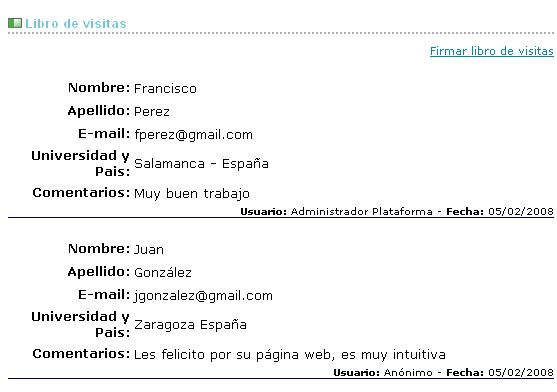 Libro de visitas
Firmar libro de visitas
Nombre: Francisco
Apellido: Perez
E-mail: fperez@gmail.com
Universidad y
Pais: Salamanca - España
Comentarios: Muy buen trabajo
Usuario: Administrador Plataforma - Fecha: 05/02/2008
Nombre: Juan
Apellido: González
E-mail: jgonzalez@gmail.com
Universidad y
Pais: Zaragoza España
Comentarios: Les felicito por su página web, es muy intuitiva
Usuario: Anónimo - Fecha: 05/02/2008